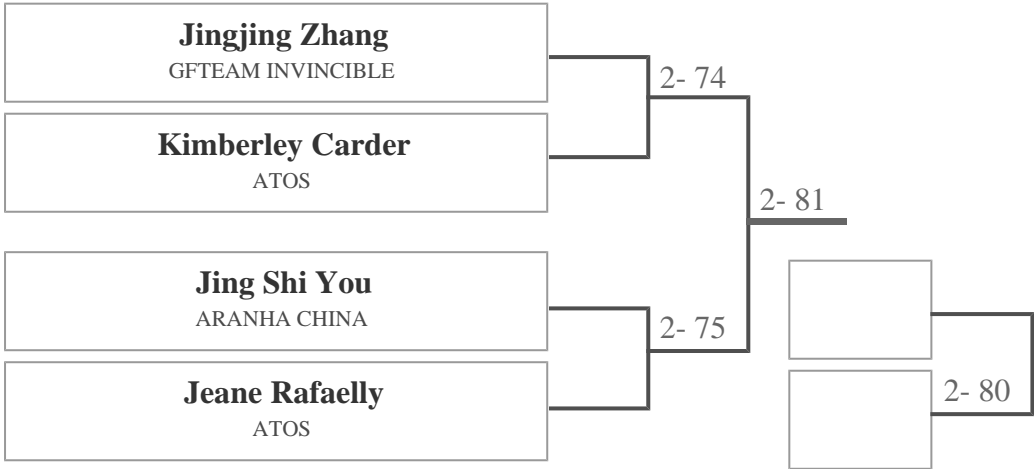 Jingjing Zhang
GFTEAM INVINCIBLE
2- 74
Kimberley Carder
ATOS
2- 81
Jing Shi You
ARANHA CHINA
2- 75
Jeane Rafaelly
ATOS
2- 80